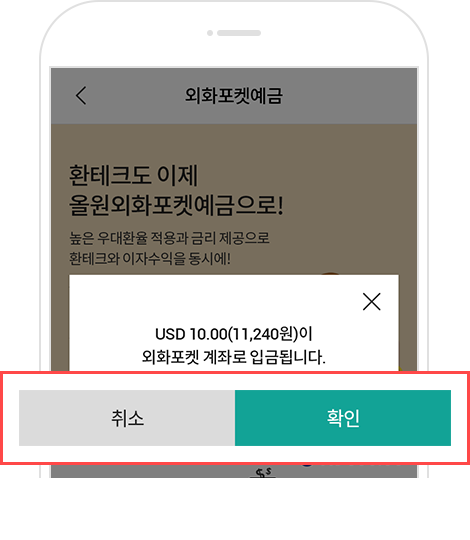 외화포켓예금
환테크도 이제
올원외화포켓예금으로!
높은 우대환율 적용과 금리 제공으로
환테크와 이자수익을 동시에!
USD 10.00(11,240원)이
외화포켓 계좌로 입금됩니다.
취소 확인
$ $